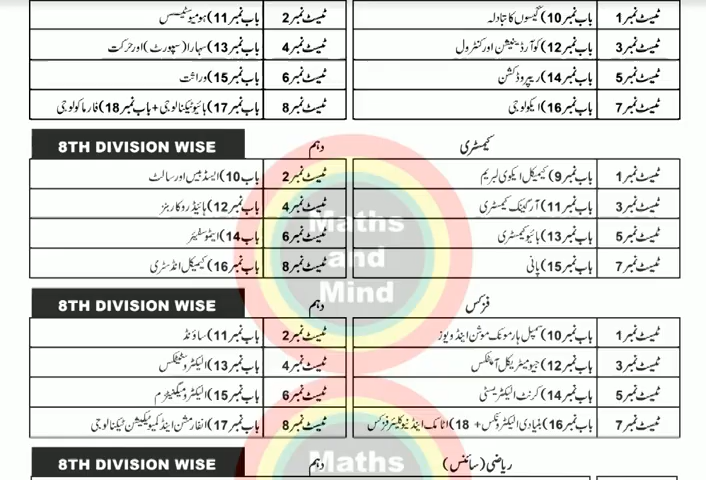 ٹیسٹ نمبر 1 باب نمبر 10) گیسوں کا تبادلہ ٹیسٹ نمبر 2 باب نمبر 11) ہومیوسٹیسس
ٹیسٹ نمبر 3 باب نمبر 12) کوآرڈینیشن اور کنٹرول ٹیسٹ نمبر 4 باب نمبر 13) سہارا (سپورٹ) اور حرکت
ٹیسٹ نمبر 5 باب نمبر 14) ریپروڈکشن ٹیسٹ نمبر 6 باب نمبر 15) وراثت
ٹیسٹ نمبر 7 باب نمبر 16) ایکولوجی ٹیسٹ نمبر 8 باب نمبر 17) بائیوٹیکنالوجی + باب نمبر 18) فارماکولوجی
کیمسٹری دہم 8TH DIVISION WISE
ٹیسٹ نمبر 1 باب نمبر 9) کیمیکل ایکوی لبریم ٹیسٹ نمبر 2 باب 10) ایسڈ بیس اور سالٹ
ٹیسٹ نمبر 3 باب نمبر 11) آرگینک کیمسٹری ٹیسٹ نمبر 4 باب نمبر 12) ہائیڈروکاربنز
ٹیسٹ نمبر 5 باب نمبر 13) بائیوکیمسٹری ٹیسٹ نمبر 6 باب 14) ایٹموسفیئر
ٹیسٹ نمبر 7 باب نمبر 15) پانی ٹیسٹ نمبر 8 باب نمبر 16) کیمیکل انڈسٹری
Maths
and
Mind
فزکس دہم 8TH DIVISION WISE
ٹیسٹ نمبر 1 باب نمبر 10) سمپل ہارمونک موشن اینڈ ویوز ٹیسٹ نمبر 2 باب نمبر 11) ساؤنڈ
ٹیسٹ نمبر 3 باب نمبر 12) جیومیٹریکل آپٹکس ٹیسٹ نمبر 4 باب نمبر 13) الیکٹروسٹیٹکس
ٹیسٹ نمبر 5 باب نمبر 14) کرنٹ الیکٹریسٹی ٹیسٹ نمبر 6 باب نمبر 15) الیکٹرومیگنیٹزم
ٹیسٹ نمبر 7 باب نمبر 16) بنیادی الیکٹرونکس + 18) اٹامک اینڈ نیوکلیئر فزکس ٹیسٹ نمبر 8 باب نمبر 17) انفارمیشن اینڈ کمیونیکیشن ٹیکنالوجی
ریاضی (سائنس) دہم 8TH DIVISION WISE
Maths